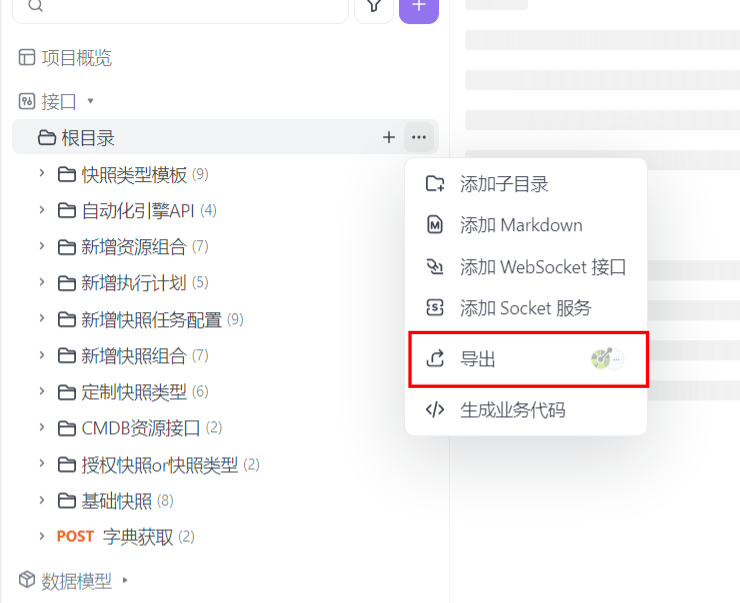 项目概览
接口
根目录
快照类型模板 (9)
自动化引擎API (4)
新增资源组合 (7)
新增执行计划 (5)
新增快照任务配置 (9)
新增快照组合 (7)
定制快照类型 (6)
CMDB资源接口 (2)
授权快照or快照类型 (2)
基础快照 (8)
POST 字典获取 (2)
数据模型
添加子目录
添加 Markdown
添加 WebSocket 接口
添加 Socket 服务
导出
生成业务代码